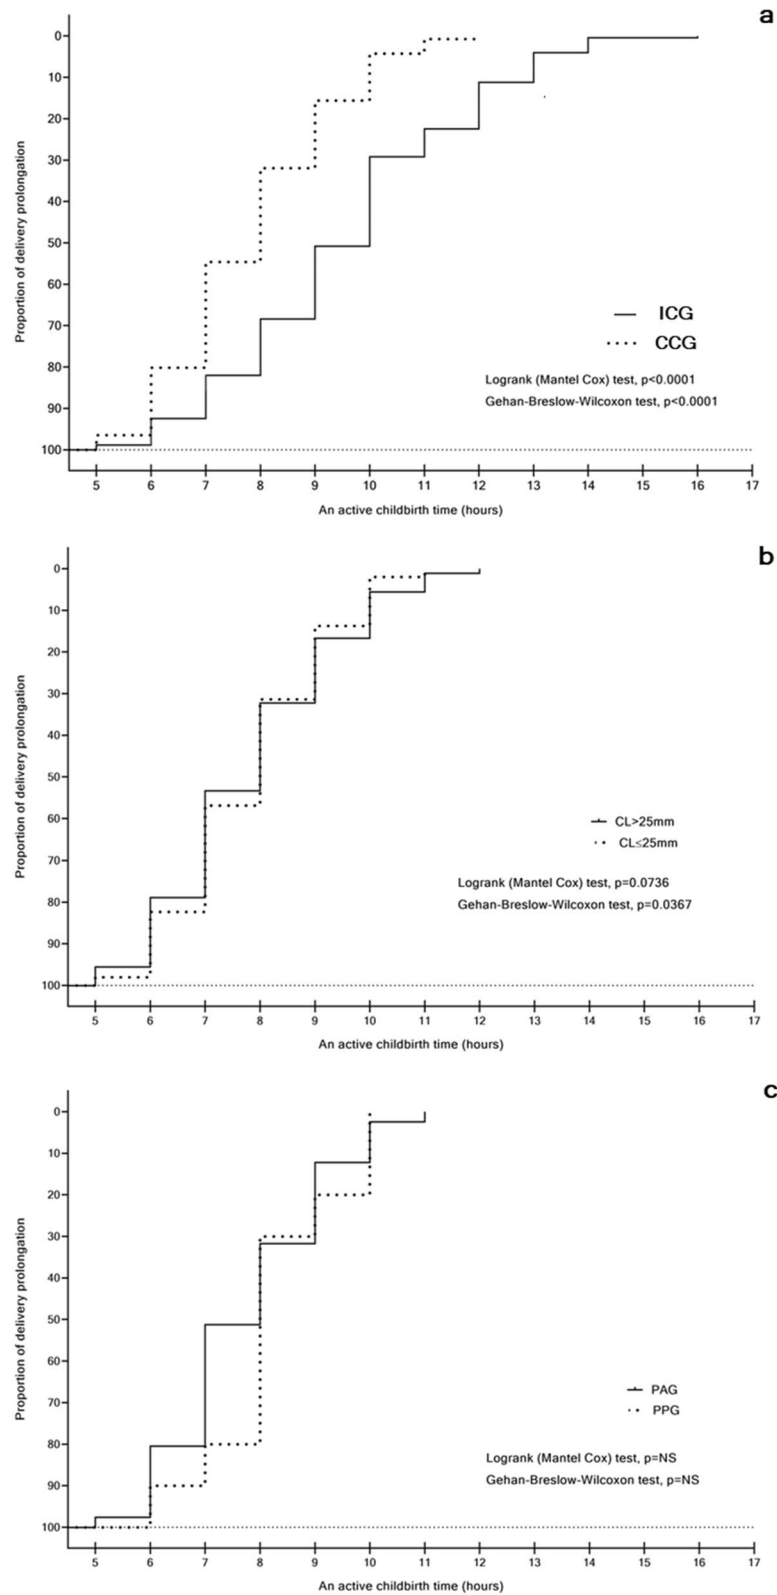 a
0
10
20
30
40
50
60
70
80
90
100
Proportion of delivery prolongation
ICG
CCG
Logrank (Mantel Cox) test, p<0.0001
Gehan-Breslow-Wilcoxon test, p<0.0001
5 6 7 8 9 10 11 12 13 14 15 16 17
An active childbirth time (hours)
b
0
10
20
30
40
50
60
70
80
90
100
Proportion of delivery prolongation
CL>25mm
CL≤25mm
Logrank (Mantel Cox) test, p=0.0736
Gehan-Breslow-Wilcoxon test, p=0.0367
5 6 7 8 9 10 11 12 13 14 15 16 17
An active childbirth time (hours)
c
0
10
20
30
40
50
60
70
80
90
100
Proportion of delivery prolongation
PAG
PPG
Logrank (Mantel Cox) test, p=NS
Gehan-Breslow-Wilcoxon test, p=NS
5 6 7 8 9 10 11 12 13 14 15 16 17
An active childbirth time (hours)